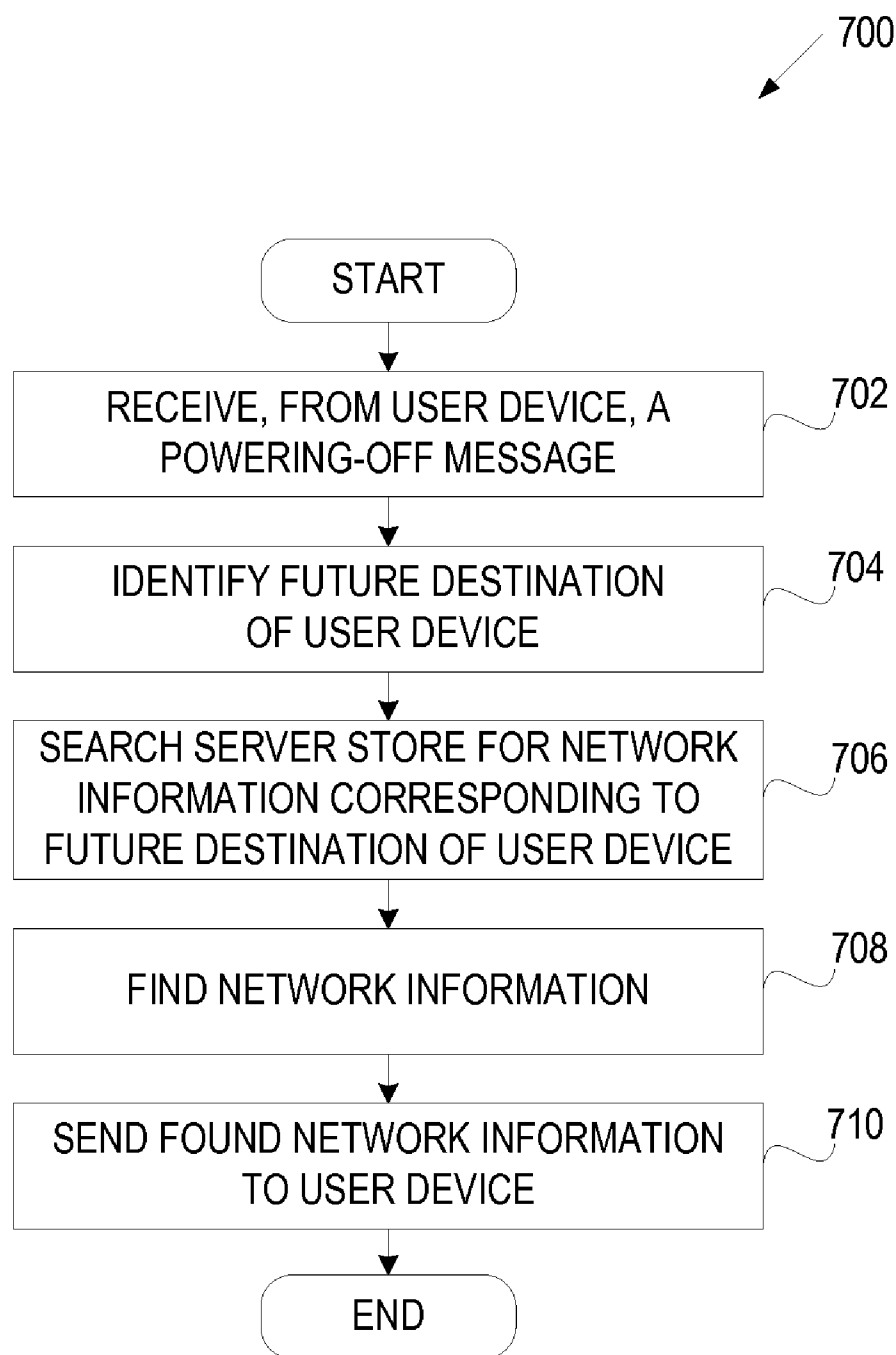 700
START
RECEIVE, FROM USER DEVICE, A
POWERING-OFF MESSAGE
702
IDENTIFY FUTURE DESTINATION
OF USER DEVICE
704
SEARCH SERVER STORE FOR NETWORK
INFORMATION CORRESPONDING TO
FUTURE DESTINATION OF USER DEVICE
706
FIND NETWORK INFORMATION
708
SEND FOUND NETWORK INFORMATION
TO USER DEVICE
710
END